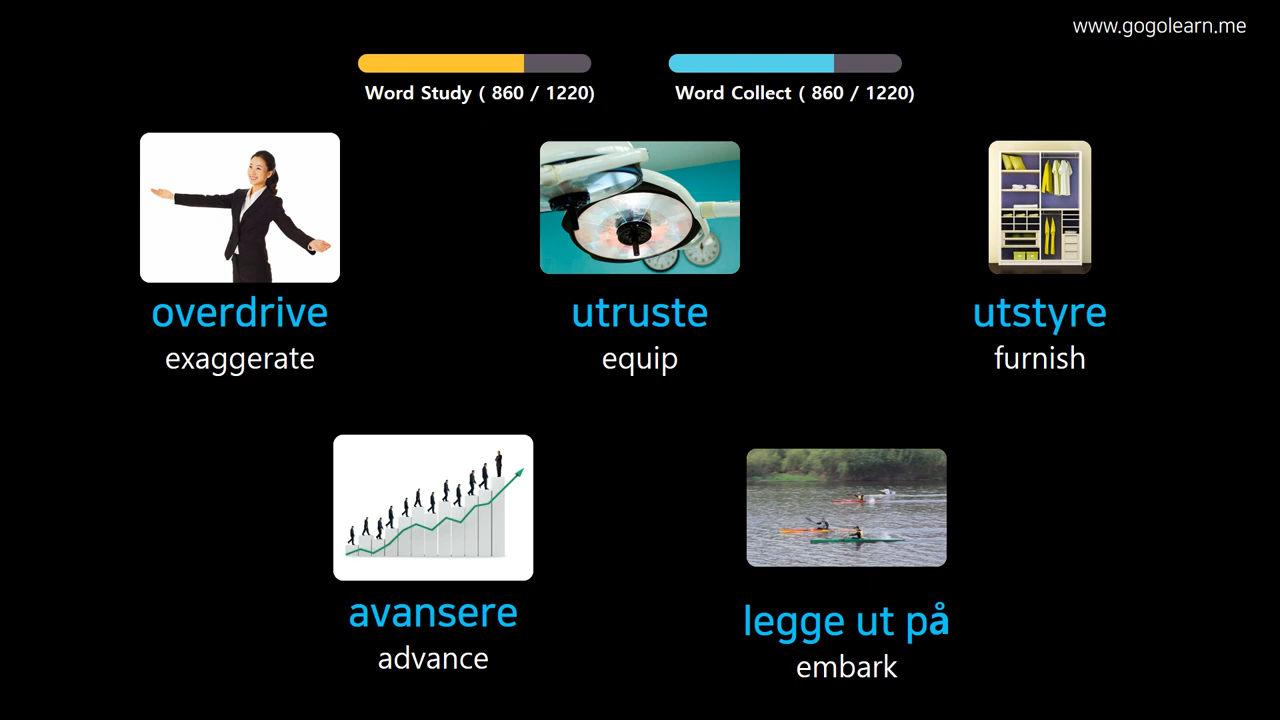 www.gogolearn.me
Word Study ( 860 / 1220)
Word Collect ( 860 / 1220)
overdrive
exaggerate
utruste
equip
utstyre
furnish
avansere
advance
legge ut på
embark